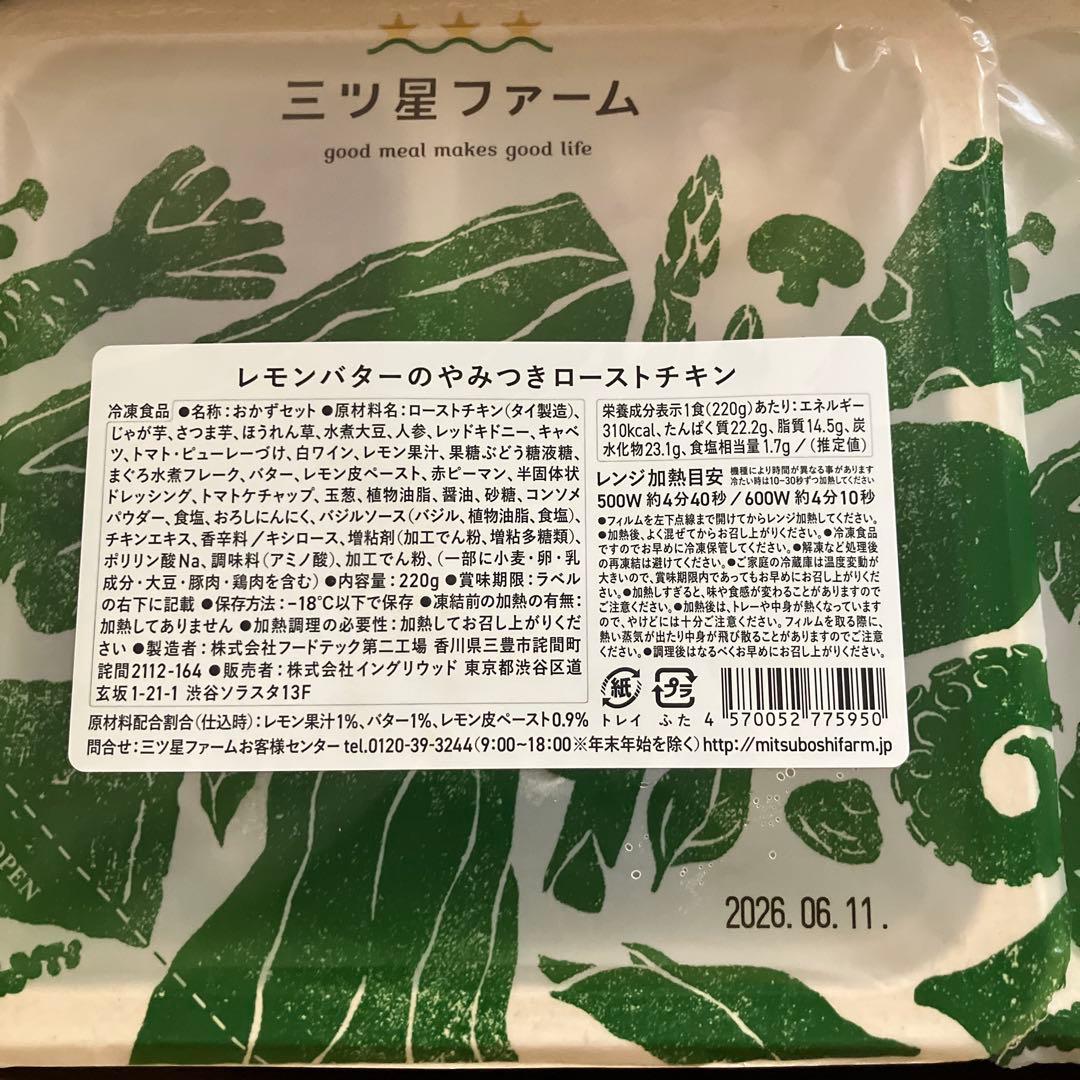 三ツ星ファーム
good meal makes good life
レモンバターのやみつきローストチキン
冷凍食品 ●名称：おかずセット ●原材料名：ローストチキン（タイ製造）、
じゃが芋、さつま芋、ほうれん草、水煮大豆、人参、レッドキドニー、キャベ
ツ、トマト・ピューレーづけ、白ワイン、レモン果汁、果糖ぶどう糖液糖、
まぐろ水煮フレーク、バター、レモン皮ペースト、赤ピーマン、半固体状
ドレッシング、トマトケチャップ、玉葱、植物油脂、醤油、砂糖、コンソメ
パウダー、食塩、おろしにんにく、バジルソース（バジル、植物油脂、食塩）、
チキンエキス、香辛料／キシロース、増粘剤（加工でん粉、増粘多糖類）、
ポリリン酸Na、調味料（アミノ酸）、加工でん粉、（一部に小麦・卵・乳
成分・大豆・豚肉・鶏肉を含む） ●内容量：220g ●賞味期限：ラベル
の右下に記載 ●保存方法：−18℃以下で保存 ●凍結前の加熱の有無：
加熱してありません ●加熱調理の必要性：加熱してお召し上がりくださ
い ●製造者：株式会社フードテック第二工場 香川県三豊市詫間町
詫間2112-164 ●販売者：株式会社イングリウッド 東京都渋谷区道
玄坂1-21-1 渋谷ソラスタ13F
栄養成分表示1食（220g）あたり：エネルギー
310kcal、たんぱく質22.2g、脂質14.5g、炭
水化物23.1g、食塩相当量1.7g／（推定値）
レンジ加熱目安 機種により時間が異なる事があります
冷たい時は10-30秒ずつ加熱してください
500W 約4分40秒／600W 約4分10秒
●フィルムを左下点線まで開けてからレンジ加熱してください。
●加熱後、よく混ぜてからお召し上がりください。●冷凍食品
ですのでお早めに冷凍保管してください。●解凍など処理後
の再凍結は避けてください。●ご家庭の冷蔵庫は温度変動が
大きいので、賞味期限内であってもお早めにお召し上がりくだ
さい。●加熱しすぎると、味や食感が変わることがありますので
ご注意ください。●加熱後は、トレーや中身が熱くなっています
ので、やけどには十分ご注意ください。フィルムを取る際に、
熱い蒸気が出たり中身が飛び散ることがありますのでご注意
ください。●調理後はなるべくお早めにお召し上がりください。
紙
プラ
トレイ ふた
4 570052 775950
原材料配合割合（仕込時）：レモン果汁1%、バター1%、レモン皮ペースト0.9%
問合せ：三ツ星ファームお客様センター tel.0120-39-3244（9:00~18:00※年末年始を除く）http://mitsuboshifarm.jp
OPEN
2026.06.11.